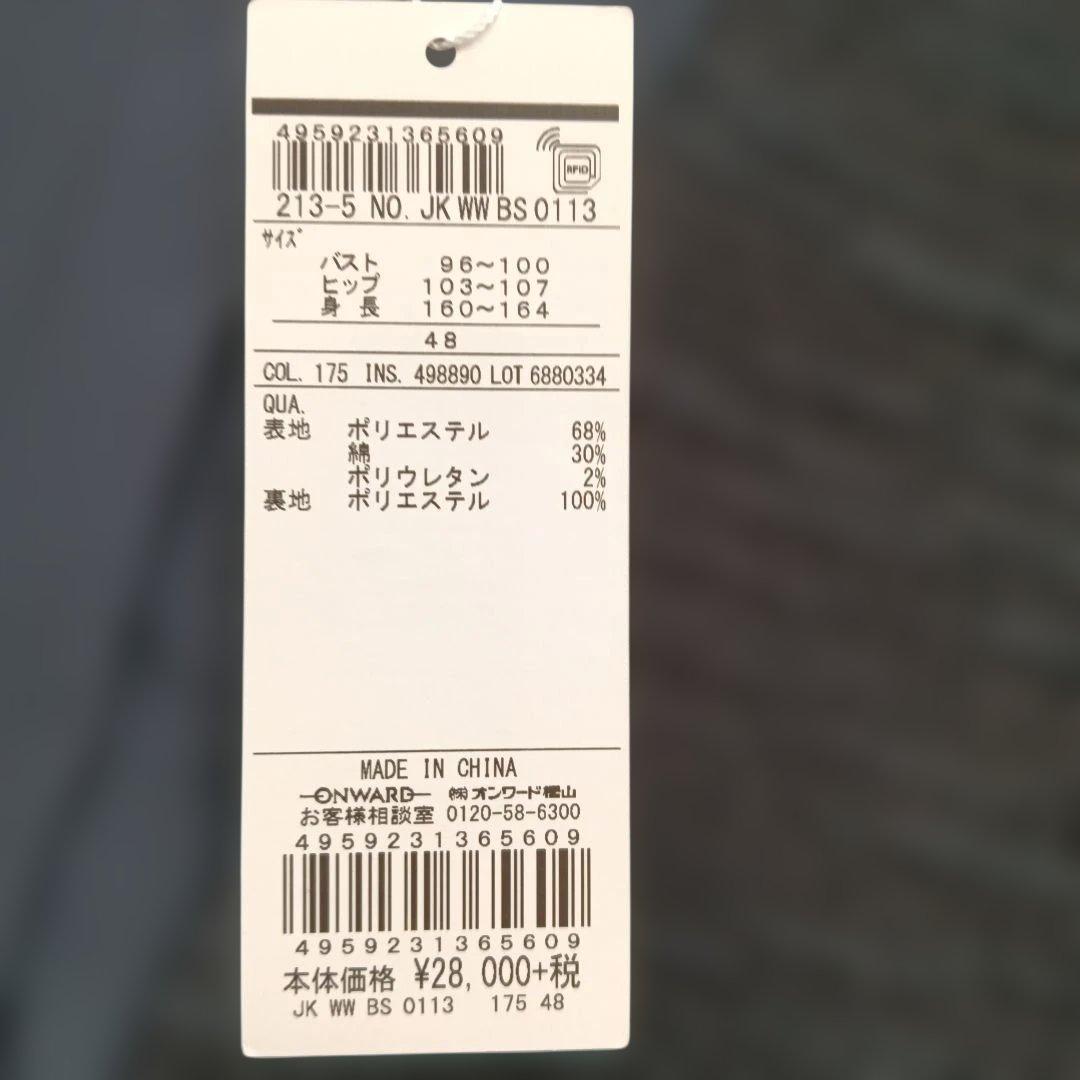 4959231365609
RFID
213-5 NO. JK WW BS 0113
サイズ
バスト 96～100
ヒップ 103～107
身長 160～164
48
COL. 175 INS. 498890 LOT 6880334
QUA.
表地 ポリエステル 68%
綿 30%
ポリウレタン 2%
裏地 ポリエステル 100%
MADE IN CHINA
ONWARD ㈱オンワード樫山
お客様相談室 0120-58-6300
4959231365609
4959231365609
本体価格 ¥28,000+税
JK WW BS 0113 175 48